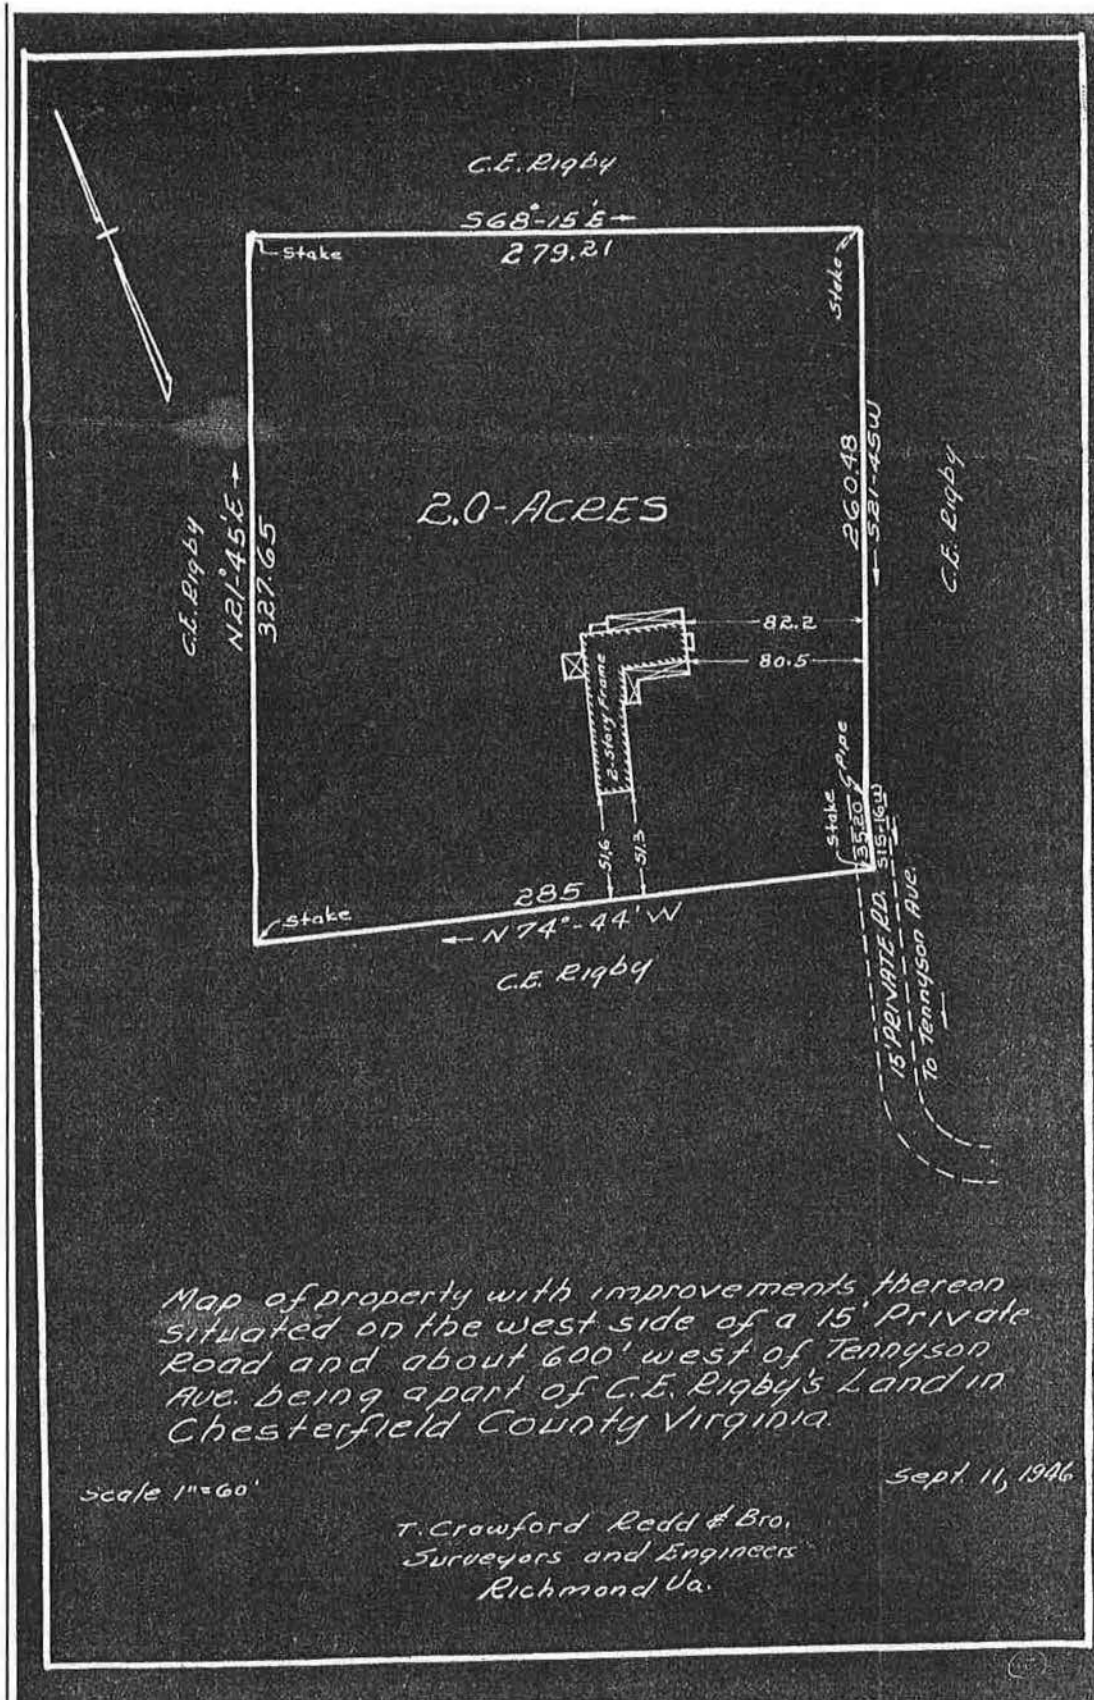 C.E. Rigby
S68°-15'E
279.21
Stake
Stake
C.E. Rigby
N21°-45'E
327.65
2.0-ACRES
260.48
S21-45W
C.E. Rigby
82.2
80.5
2-Story Frame
Stake
Pipe
35.20
S15-16W
51.6
51.3
285
N74°-44'W
Stake
C.E. Rigby
15' PRIVATE RD.
To Tennyson Ave.
Map of property with improvements thereon
situated on the west side of a 15' Private
Road and about 600' west of Tennyson
Ave. being a part of C.E. Rigby's Land in
Chesterfield County Virginia.
Scale 1"=60'
Sept. 11, 1946
T. Crawford Redd & Bro.
Surveyors and Engineers
Richmond Va.